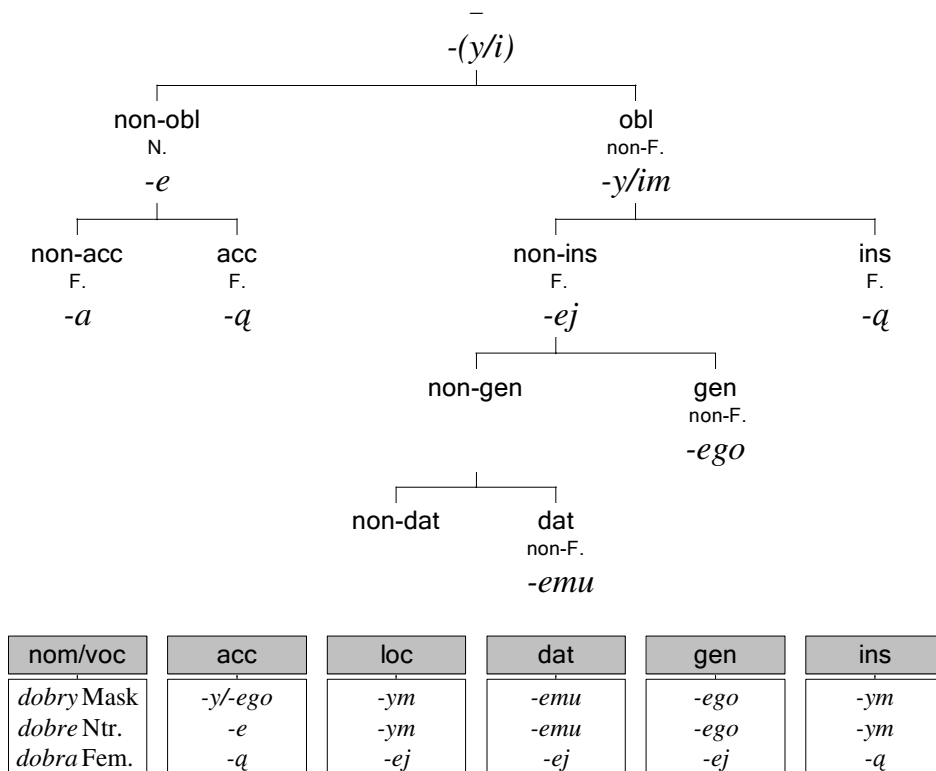 –
-(y/i)
non-obl obl
N. non-F.
-e -y/im
non-acc acc non-ins ins
F. F. F. F.
-a -ą -ej -ą
non-gen gen
non-F.
-ego
non-dat dat
non-F.
-emu
nom/voc acc loc dat gen ins
dobry Mask -y/-ego -ym -emu -ego -ym
dobre Ntr. -e -ym -emu -ego -ym
dobra Fem. -ą -ej -ej -ej -ą